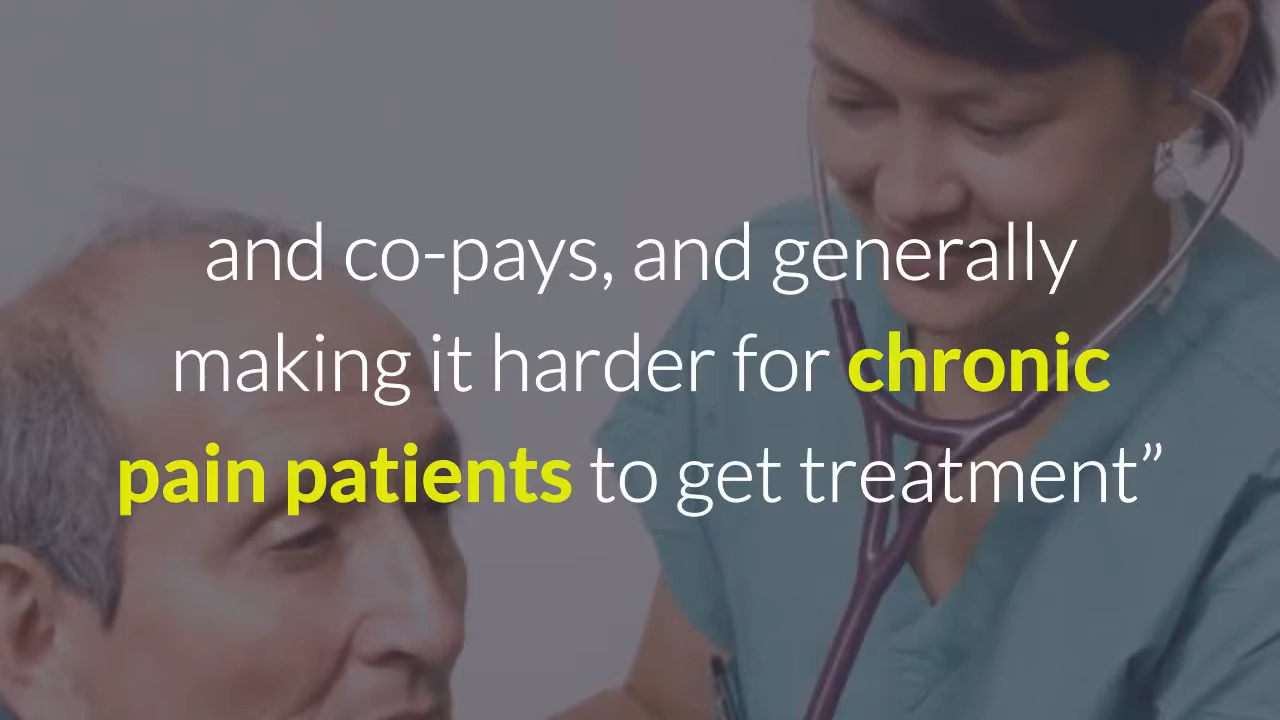 and co-pays, and generally
making it harder for chronic
pain patients to get treatment”